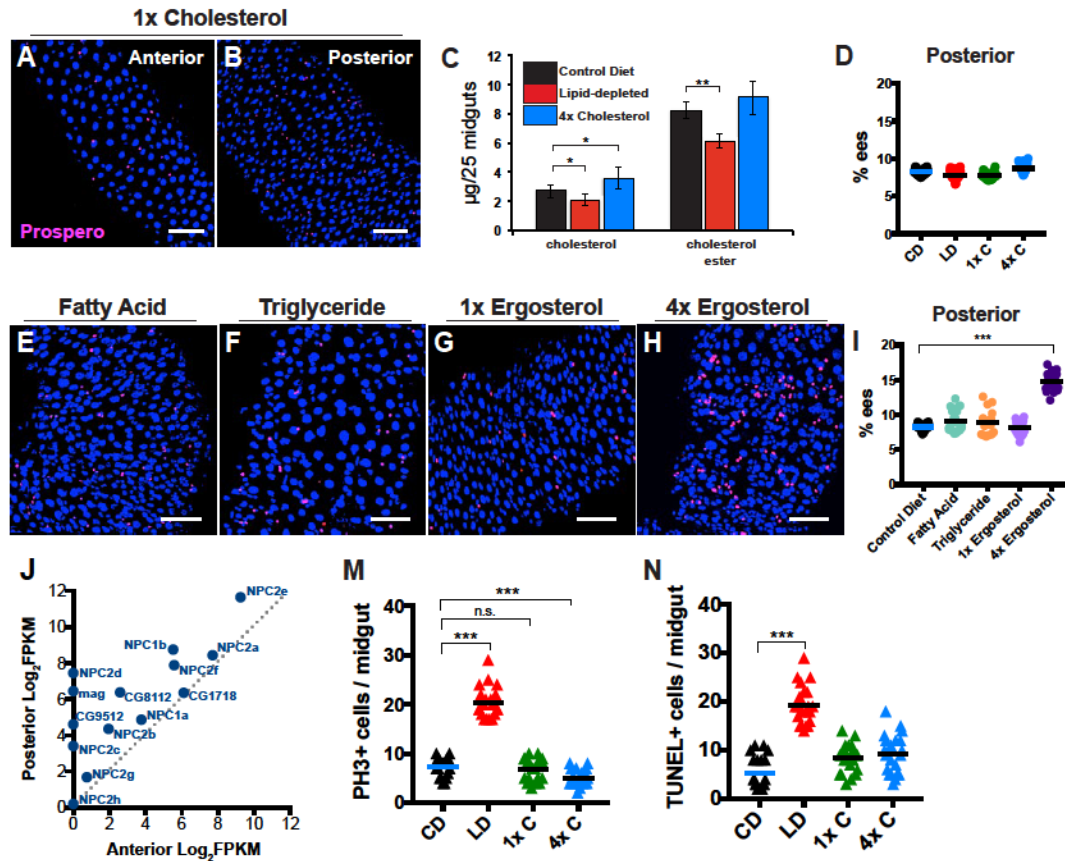 1x Cholesterol
A
Anterior
Prospero
B
Posterior
C
Control Diet
Lipid-depleted
4x Cholesterol
µg/25 midguts
12
10
8
6
4
2
0
*
*
**
cholesterol
cholesterol
ester
D
Posterior
% ees
20
15
10
5
0
CD
LD
1x C
4x C
Fatty Acid
Triglyceride
1x Ergosterol
4x Ergosterol
E
F
G
H
I
Posterior
***
% ees
20
15
10
5
0
Control Diet
Fatty Acid
Triglyceride
1x Ergosterol
4x Ergosterol
J
Posterior Log2FPKM
12
10
8
6
4
2
0
NPC2e
NPC1b
NPC2a
NPC2f
NPC2d
mag
CG8112
CG1718
CG9512
NPC1a
NPC2b
NPC2c
NPC2g
NPC2h
0 2 4 6 8 10 12
Anterior Log2FPKM
M
PH3+ cells / midgut
40
30
20
10
0
***
n.s.
***
CD
LD
1x C
4x C
N
TUNEL+ cells / midgut
40
30
20
10
0
***
CD
LD
1x C
4x C